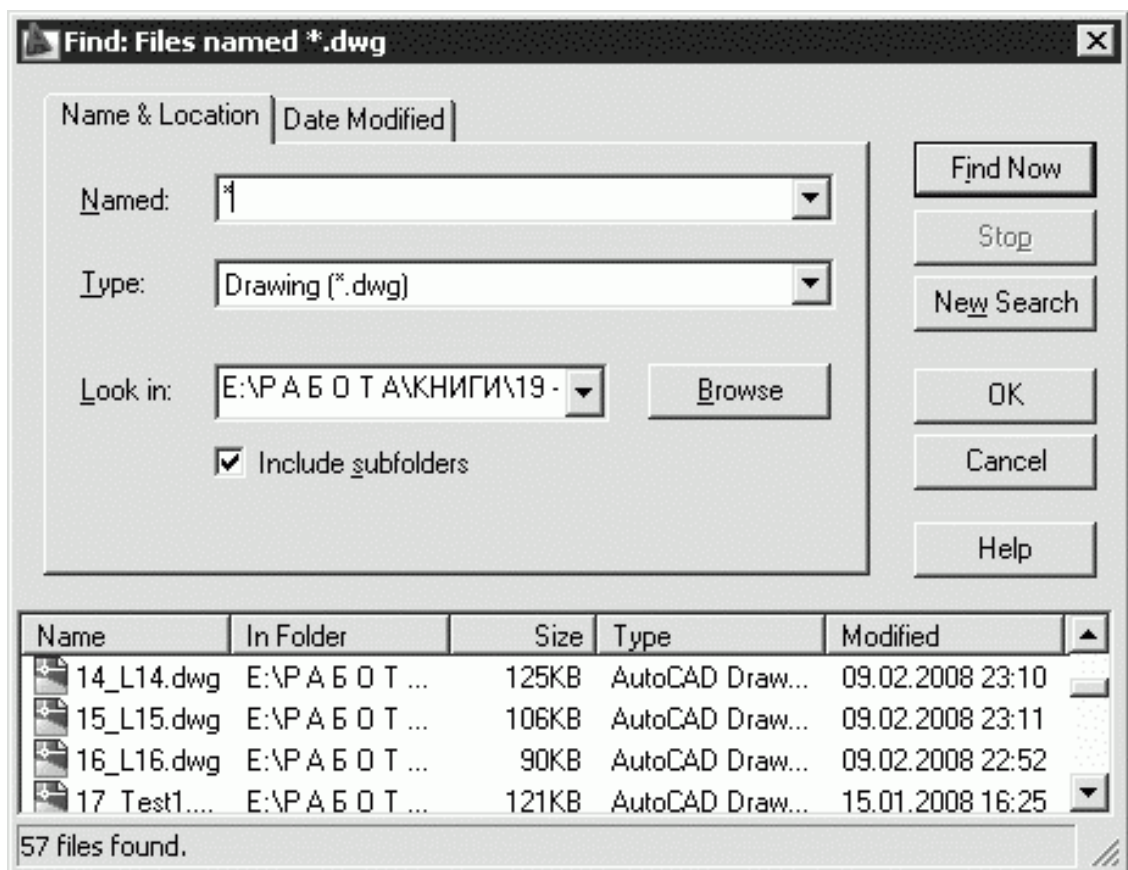 Find: Files named *.dwg
Name & Location Date Modified
Named: *
Find Now
Stop
Type: Drawing (*.dwg)
New Search
Look in: E:\Р А Б О Т А\КНИГИ\19 - Browse
OK
Include subfolders
Cancel
Help
Name In Folder Size Type Modified
14_L14.dwg E:\Р А Б О Т ... 125KB AutoCAD Draw... 09.02.2008 23:10
15_L15.dwg E:\Р А Б О Т ... 106KB AutoCAD Draw... 09.02.2008 23:11
16_L16.dwg E:\Р А Б О Т ... 90KB AutoCAD Draw... 09.02.2008 22:52
17_Test1.... E:\Р А Б О Т ... 121KB AutoCAD Draw... 15.01.2008 16:25
57 files found.